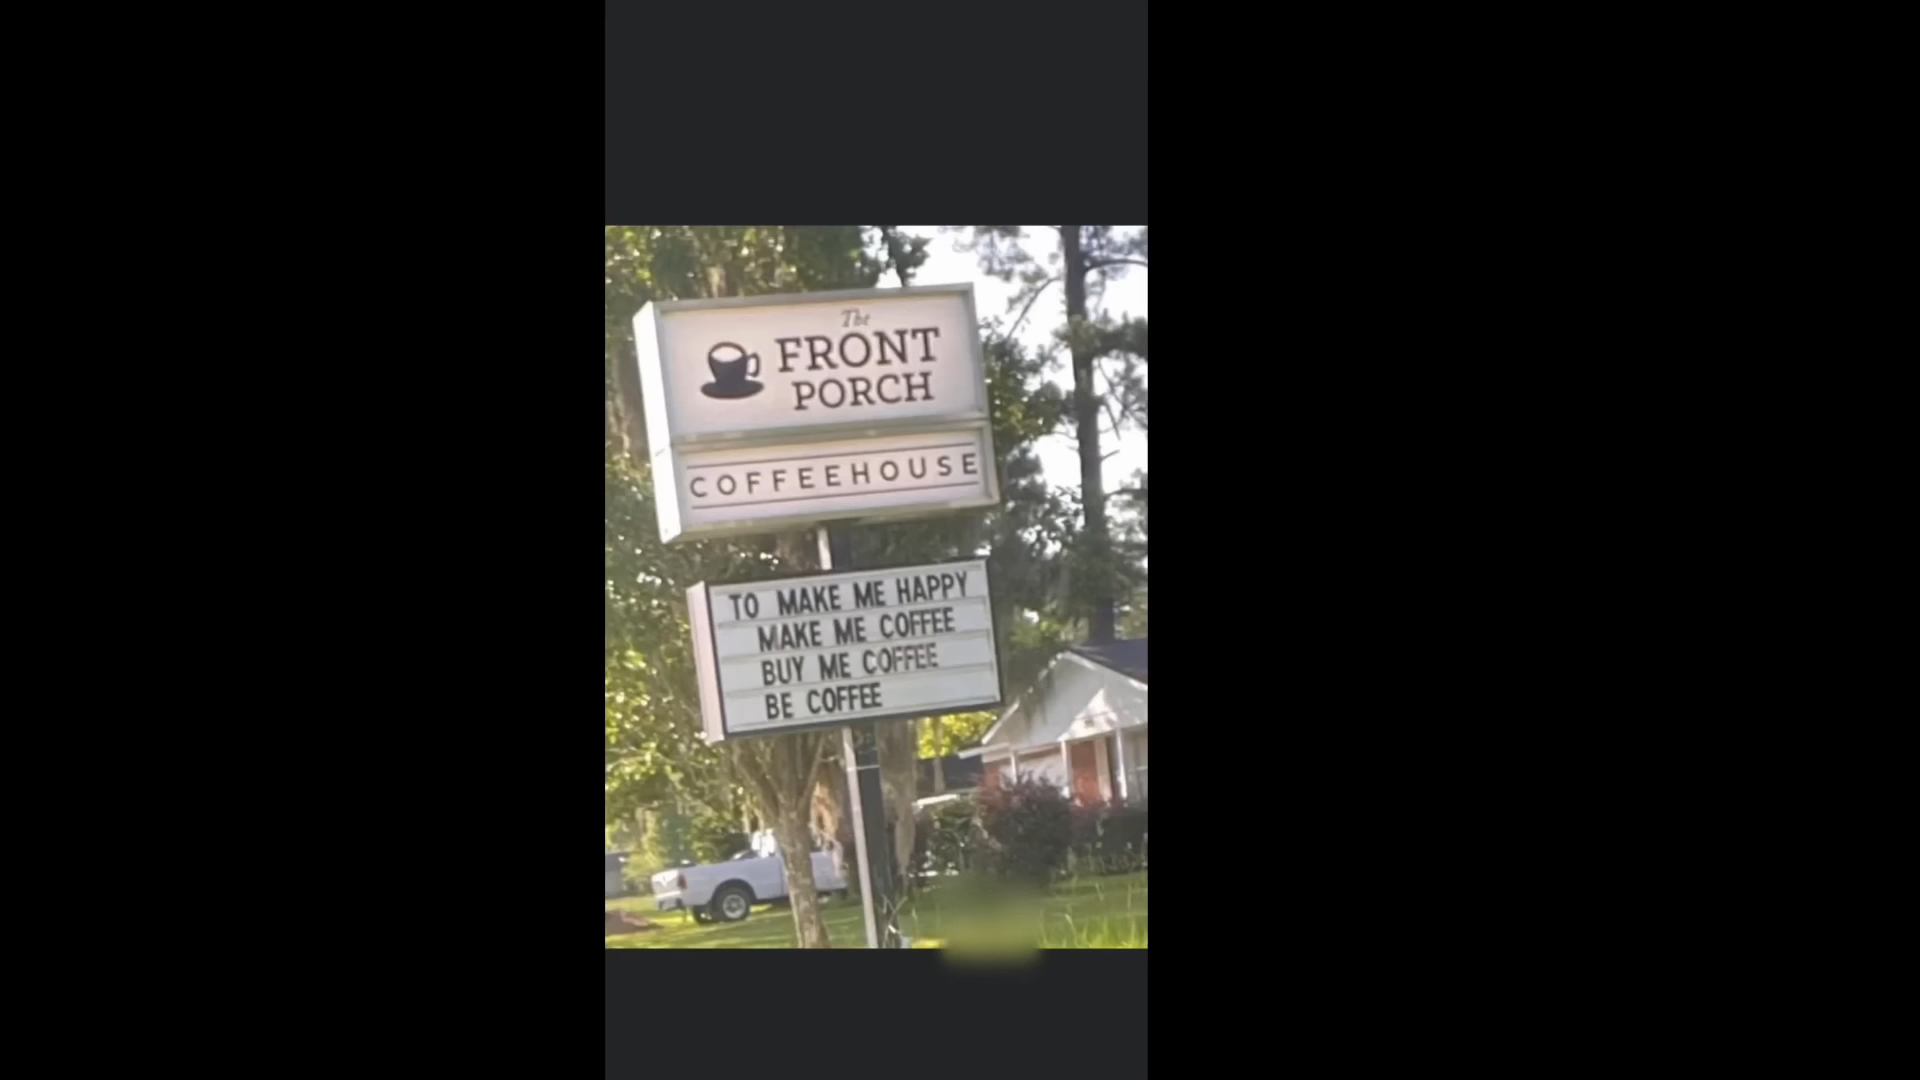 The
FRONT
PORCH
COFFEEHOUSE
TO MAKE ME HAPPY
MAKE ME COFFEE
BUY ME COFFEE
BE COFFEE